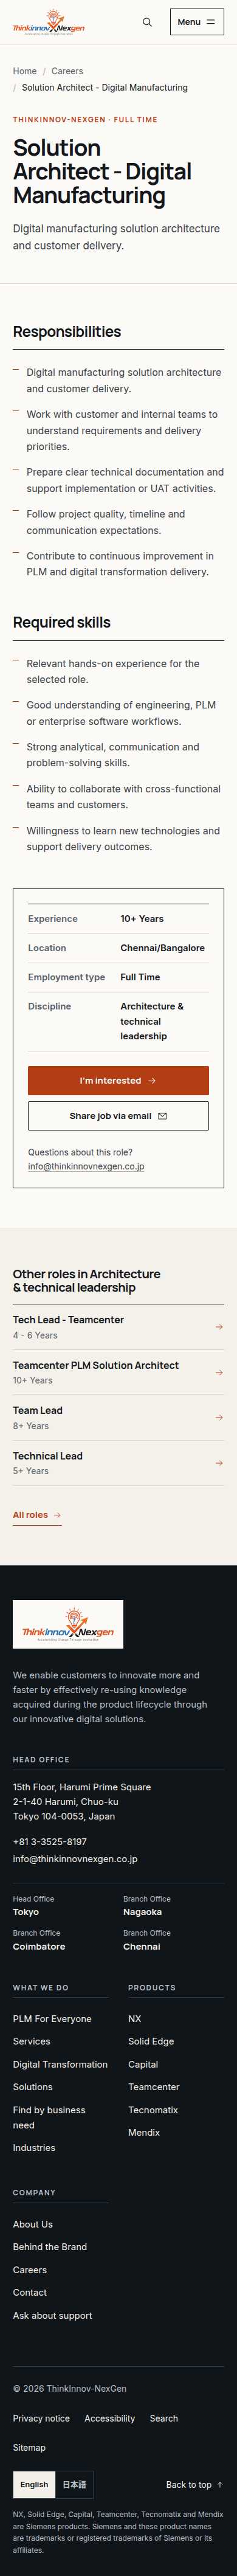 ThinkinnovNexGen
Menu
Home / Careers
/ Solution Architect - Digital Manufacturing
THINKINNOV-NEXGEN · FULL TIME
Solution
Architect - Digital
Manufacturing
Digital manufacturing solution architecture
and customer delivery.
Responsibilities
Digital manufacturing solution architecture
and customer delivery.
Work with customer and internal teams to
understand requirements and delivery
priorities.
Prepare clear technical documentation and
support implementation or UAT activities.
Follow project quality, timeline and
communication expectations.
Contribute to continuous improvement in
PLM and digital transformation delivery.
Required skills
Relevant hands-on experience for the
selected role.
Good understanding of engineering, PLM
or enterprise software workflows.
Strong analytical, communication and
problem-solving skills.
Ability to collaborate with cross-functional
teams and customers.
Willingness to learn new technologies and
support delivery outcomes.
Experience 10+ Years
Location Chennai/Bangalore
Employment type Full Time
Discipline Architecture &
technical
leadership
I'm interested →
Share job via email
Questions about this role?
info@thinkinnovnexgen.co.jp
Other roles in Architecture
& technical leadership
Tech Lead - Teamcenter
4 - 6 Years →
Teamcenter PLM Solution Architect
10+ Years →
Team Lead
8+ Years →
Technical Lead
5+ Years →
All roles →
ThinkinnovNexgen
We enable customers to innovate more and
faster by effectively re-using knowledge
acquired during the product lifecycle through
our innovative digital solutions.
HEAD OFFICE
15th Floor, Harumi Prime Square
2-1-40 Harumi, Chuo-ku
Tokyo 104-0053, Japan
+81 3-3525-8197
info@thinkinnovnexgen.co.jp
Head Office Branch Office
Tokyo Nagaoka
Branch Office Branch Office
Coimbatore Chennai
WHAT WE DO
PLM For Everyone
Services
Digital Transformation
Solutions
Find by business
need
Industries
PRODUCTS
NX
Solid Edge
Capital
Teamcenter
Tecnomatix
Mendix
COMPANY
About Us
Behind the Brand
Careers
Contact
Ask about support
© 2026 ThinkInnov-NexGen
Privacy notice Accessibility Search
Sitemap
English 日本語 Back to top ↑
NX, Solid Edge, Capital, Teamcenter, Tecnomatix and Mendix
are Siemens products. Siemens and these product names
are trademarks or registered trademarks of Siemens or its
affiliates.